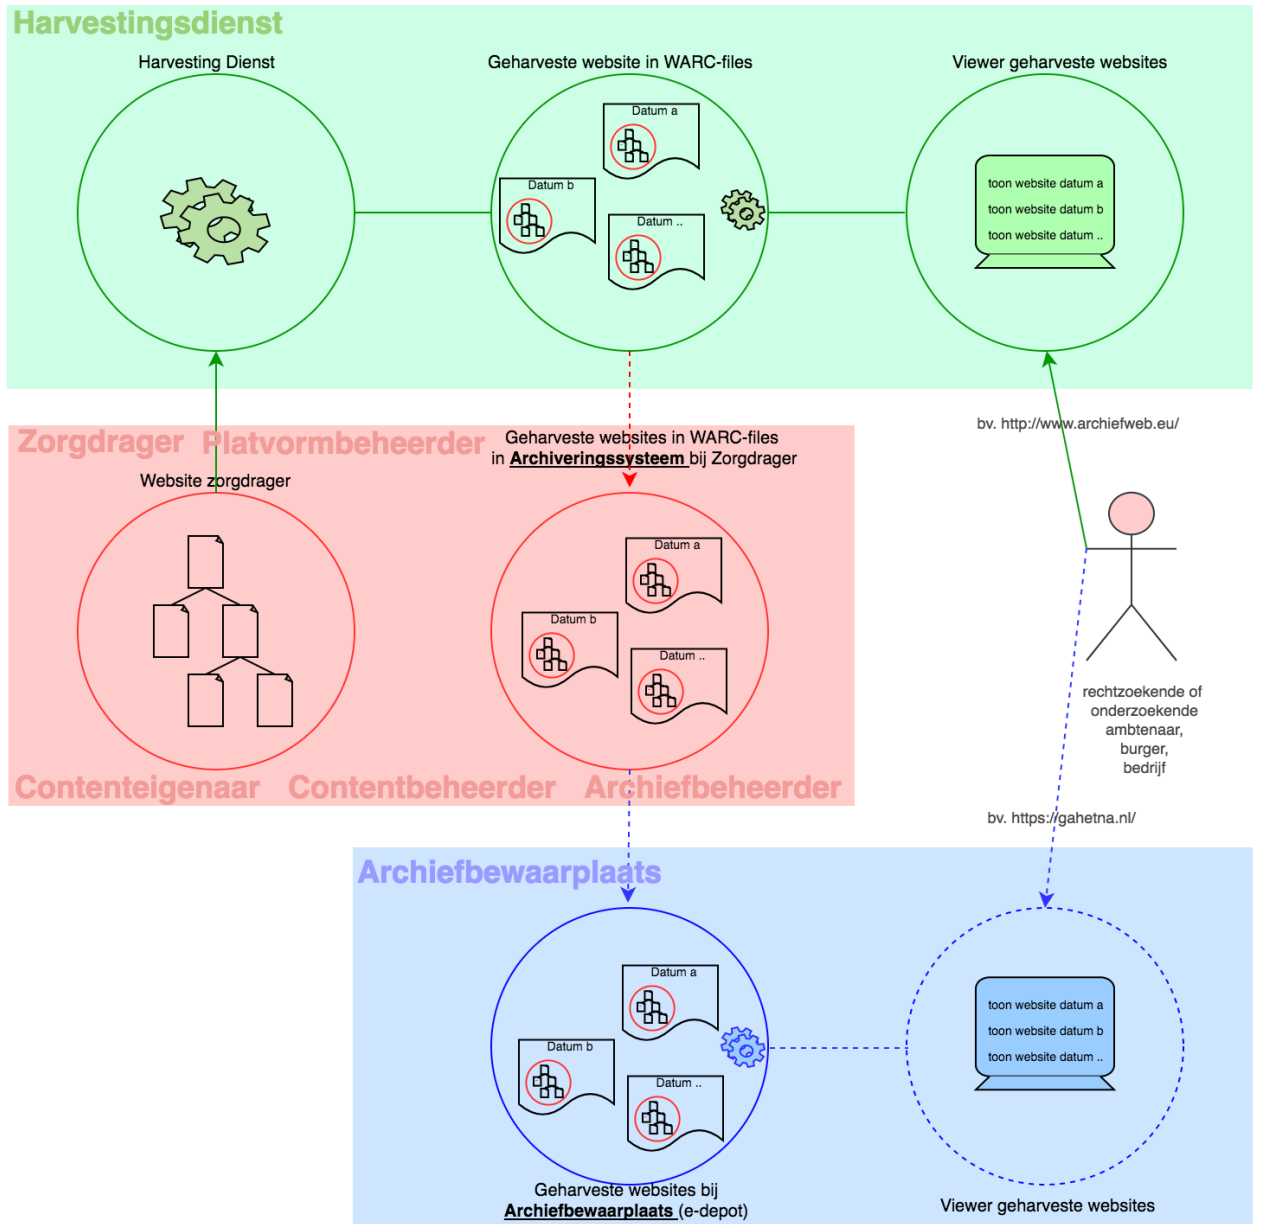 Harvestingsdienst
Harvesting Dienst
Geharveste website in WARC-files
Viewer geharveste websites
Datum a
Datum b
Datum ..
toon website datum a
toon website datum b
toon website datum ..
bv. http://www.archiefweb.eu/
Zorgdrager
Platvormbeheerder
Geharveste websites in WARC-files
in Archiveringssysteem bij Zorgdrager
Website zorgdrager
Datum a
Datum b
Datum ..
rechtzoekende of
onderzoekende
ambtenaar,
burger,
bedrijf
Contenteigenaar
Contentbeheerder
Archiefbeheerder
bv. https://gahetna.nl/
Archiefbewaarplaats
Datum a
Datum b
Datum ..
toon website datum a
toon website datum b
toon website datum ..
Geharveste websites bij
Archiefbewaarplaats (e-depot)
Viewer geharveste websites